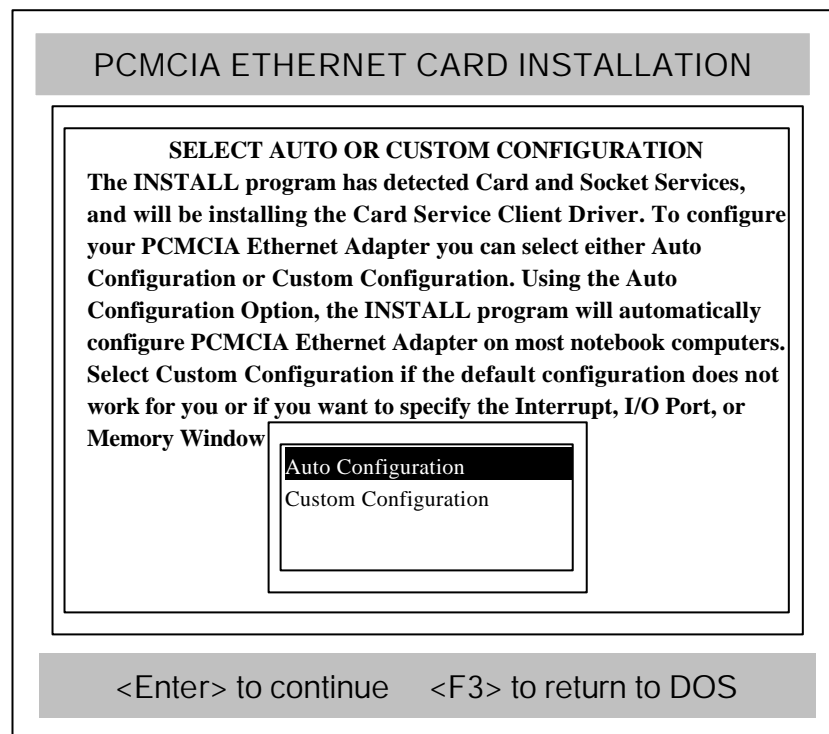 PCMCIA ETHERNET CARD INSTALLATION
SELECT AUTO OR CUSTOM CONFIGURATION
The INSTALL program has detected Card and Socket Services,
and will be installing the Card Service Client Driver. To configure
your PCMCIA Ethernet Adapter you can select either Auto
Configuration or Custom Configuration. Using the Auto
Configuration Option, the INSTALL program will automatically
configure PCMCIA Ethernet Adapter on most notebook computers.
Select Custom Configuration if the default configuration does not
work for you or if you want to specify the Interrupt, I/O Port, or
Memory Window
Auto Configuration
Custom Configuration
<Enter> to continue <F3> to return to DOS